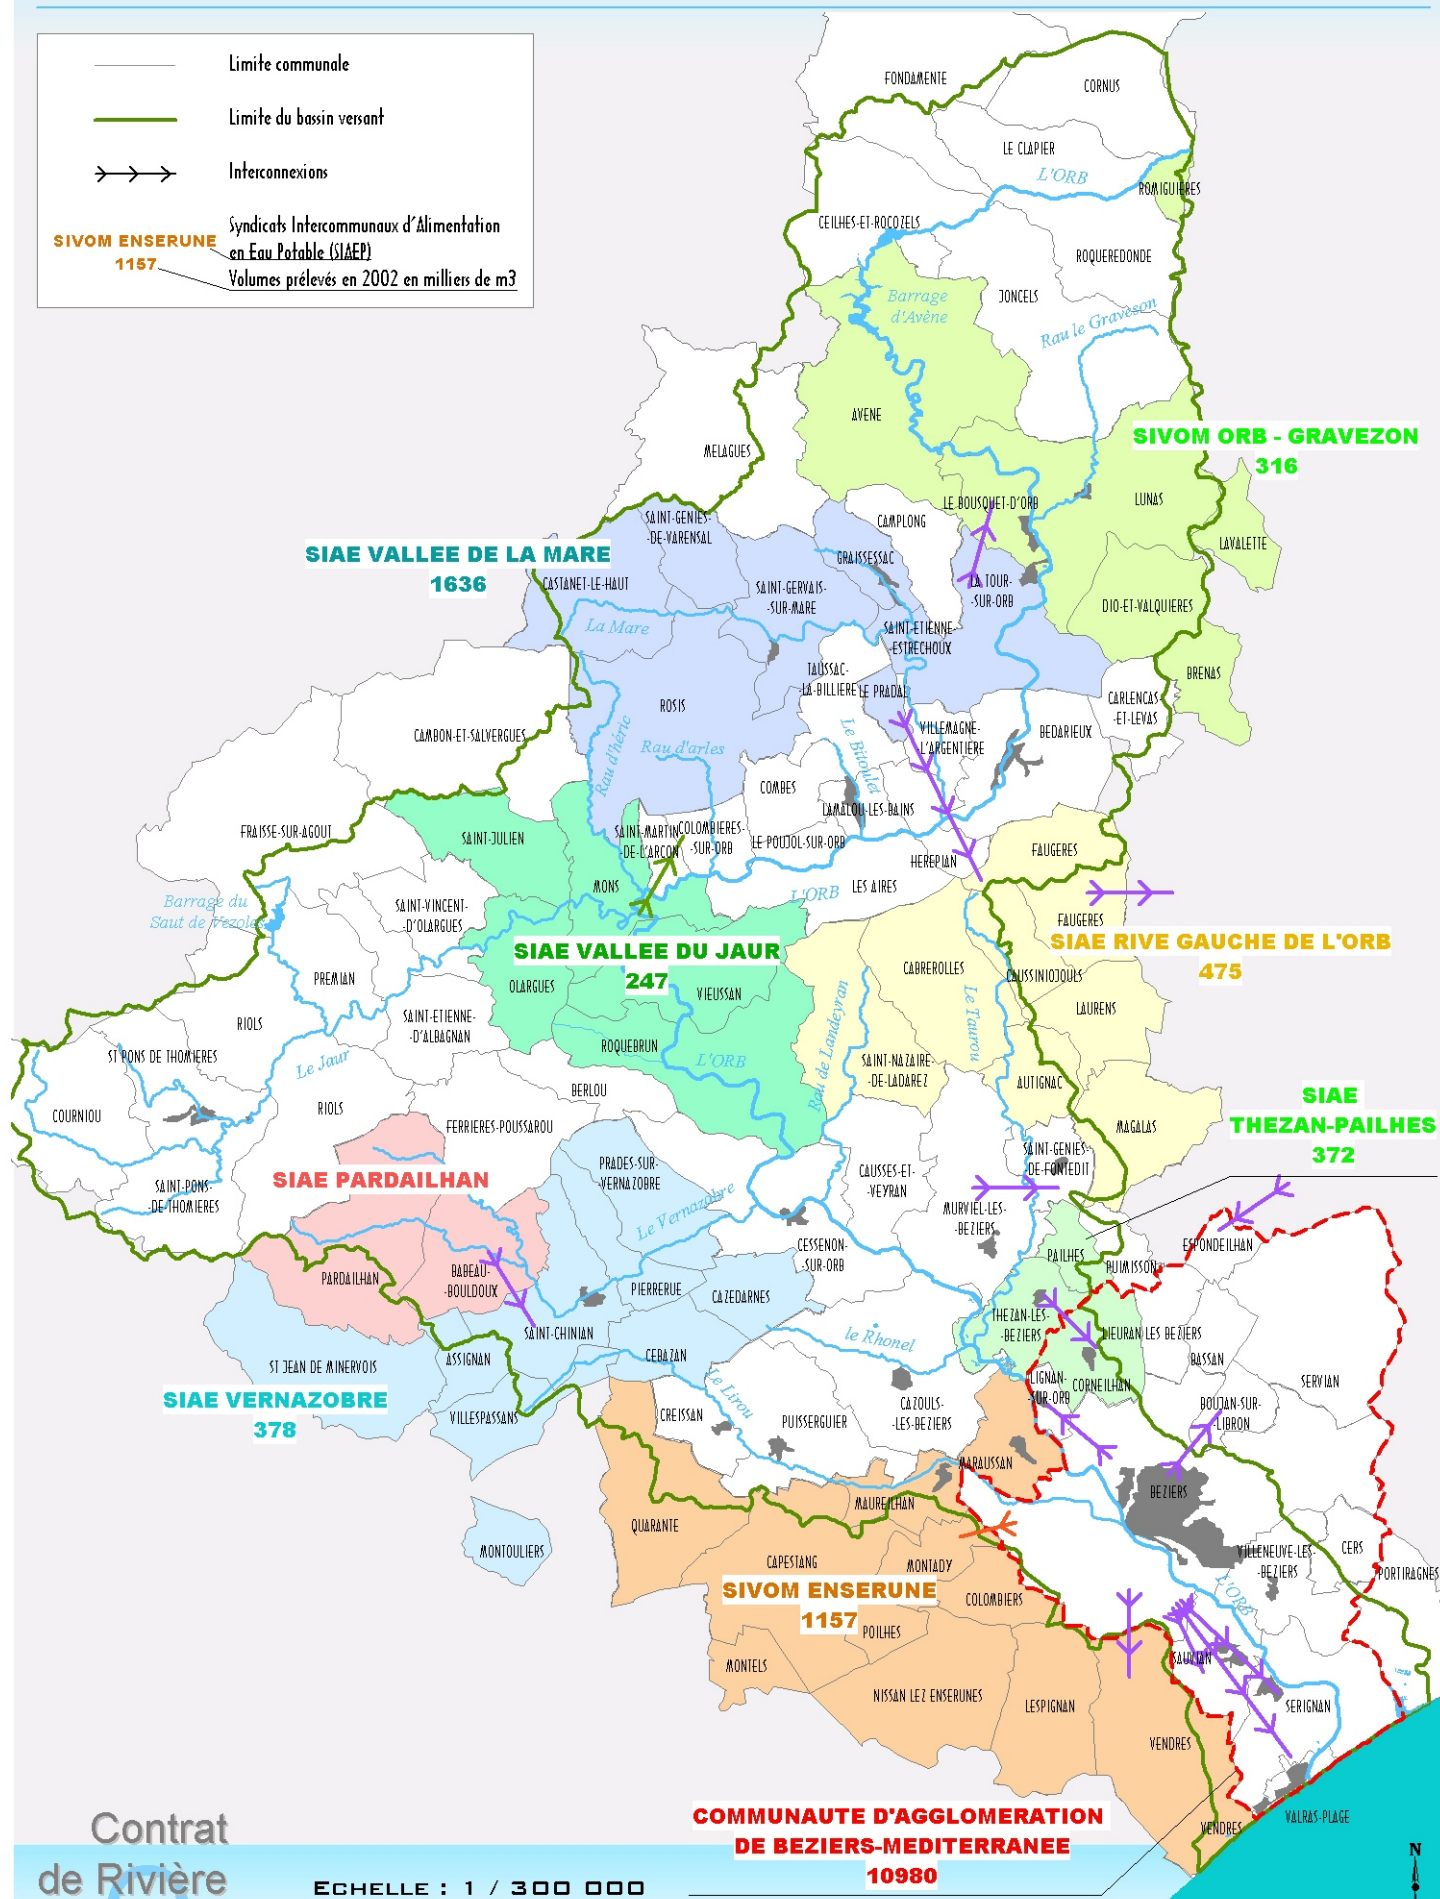 Limite communale
Limite du bassin versant
Interconnexions
Syndicats Intercommunaux d'Alimentation
en Eau Potable (SIAEP)
SIVOM ENSERUNE
1157
Volumes prélevés en 2002 en milliers de m3
FONDAMENTE
CORNUS
LE CLAPIER
L'ORB
ROMIGUIERES
CEILHES-ET-ROCOZELS
ROQUEREDONDE
JONCELS
Barrage
d'Avène
Rau le Graveson
AVENE
MELAGUES
SIVOM ORB - GRAVEZON
316
LE BOUSQUET-D'ORB
LUNAS
LAVALETTE
CAMPLONG
SAINT-GENIES-
-DE-VARENSAL
SIAE VALLEE DE LA MARE
1636
GRAISSESSAC
CASTANET-LE-HAUT
SAINT-GERVAIS-
-SUR-MARE
LA TOUR-
-SUR-ORB
DIO-ET-VALQUIERES
La Mare
SAINT-ETIENNE-
-ESTRECHOUX
TAUSSAC-
-LA-BILLIERE
LE PRADAL
BRENAS
CARLENCAS-
-ET-LEVAS
ROSIS
CAMBON-ET-SALVERGUES
VILLEMAGNE-
-L'ARGENTIERE
BEDARIEUX
Rau d'héric
Rau d'arles
Le Bitoulet
COMBES
LAMALOU-LES-BAINS
FRAISSE-SUR-AGOUT
SAINT-JULIEN
SAINT-MARTIN-
-DE-L'ARCON
COLOMBIERES-
-SUR-ORB
LE POUJOL-SUR-ORB
HEREPIAN
FAUGERES
MONS
L'ORB
LES AIRES
Barrage du
Saut de Vezoles
SAINT-VINCENT-
-D'OLARGUES
FAUGERES
SIAE RIVE GAUCHE DE L'ORB
475
SIAE VALLEE DU JAUR
247
PREMIAN
OLARGUES
VIEUSSAN
CABREROLLES
CAUSSINIOJOULS
LAURENS
RIOLS
SAINT-ETIENNE-
-D'ALBAGNAN
Rau de Landeyran
Le Taurou
ST PONS DE THOMIERES
Le Jaur
ROQUEBRUN
L'ORB
SAINT-NAZAIRE-
-DE-LADAREZ
AUTIGNAC
BERLOU
COURNIOU
RIOLS
FERRIERES-POUSSAROU
MAGALAS
SIAE
THEZAN-PAILHES
372
SIAE PARDAILHAN
PRADES-SUR-
-VERNAZOBRE
CAUSSES-ET-
-VEYRAN
SAINT-GENIES-
-DE-FONTEDIT
SAINT-PONS-
-DE-THOMIERES
Le Vernazobre
MURVIEL-LES-
-BEZIERS
CESSENON-
-SUR-ORB
PAILHES
PUIMISSON
ESPONDEILHAN
PARDAILHAN
BABEAU-
-BOULDOUX
PIERRERUE
CAZEDARNES
SAINT-CHINIAN
THEZAN-LES-
-BEZIERS
LIEURAN LES BEZIERS
le Rhonel
ST JEAN DE MINERVOIS
ASSIGNAN
CEBAZAN
BASSAN
SERVIAN
SIAE VERNAZOBRE
378
VILLESPASSANS
Le Lirou
LIGNAN-
-SUR-ORB
CORNEILHAN
BOUJAN-SUR-
-LIBRON
CREISSAN
PUISSERGUIER
CAZOULS-
-LES-BEZIERS
MARAUSSAN
BEZIERS
MAUREILHAN
QUARANTE
MONTOULIERS
CAPESTANG
MONTADY
VILLENEUVE-LES-
-BEZIERS
CERS
PORTIRAGNES
SIVOM ENSERUNE
1157
COLOMBIERS
L'ORB
POILHES
MONTELS
SAUVIAN
NISSAN LEZ ENSERUNES
LESPIGNAN
SERIGNAN
VENDRES
COMMUNAUTE D'AGGLOMERATION
DE BEZIERS-MEDITERRANEE
10980
VENDRES
VALRAS-PLAGE
Contrat
de Rivière
ECHELLE : 1 / 300 000
N